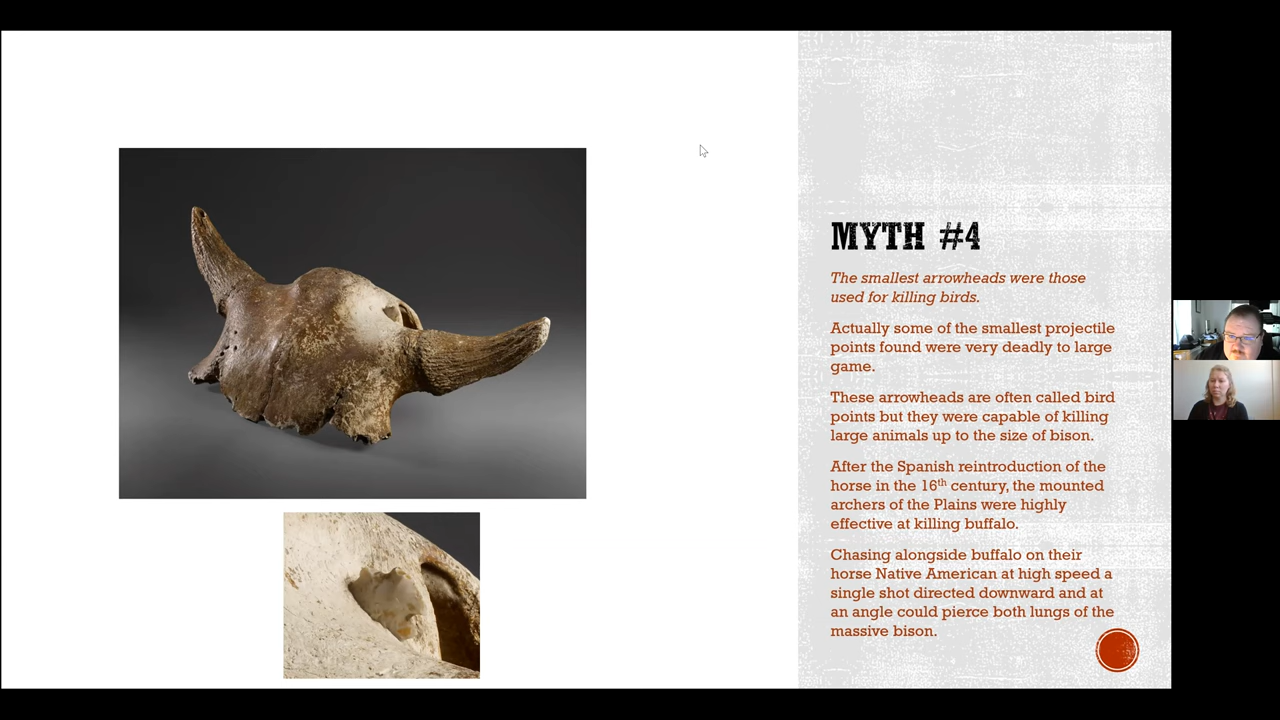 MYTH #4
The smallest arrowheads were those
used for killing birds.
Actually some of the smallest projectile
points found were very deadly to large
game.
These arrowheads are often called bird
points but they were capable of killing
large animals up to the size of bison.
After the Spanish reintroduction of the
horse in the 16th century, the mounted
archers of the Plains were highly
effective at killing buffalo.
Chasing alongside buffalo on their
horse Native American at high speed a
single shot directed downward and at
an angle could pierce both lungs of the
massive bison.